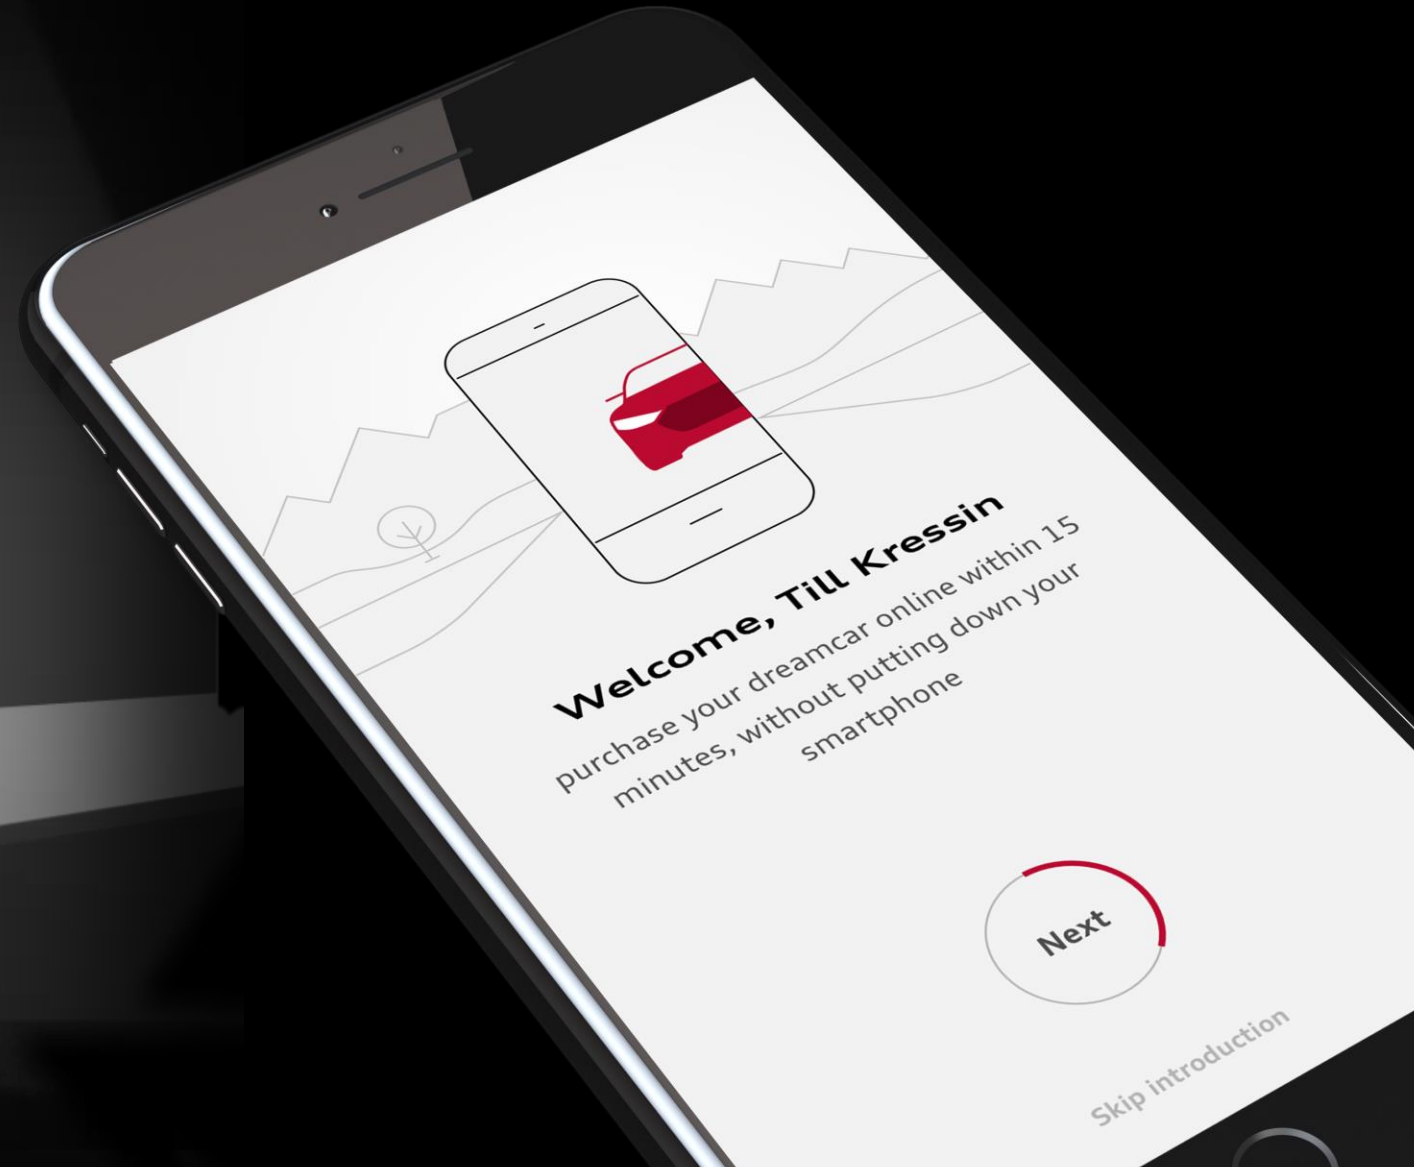 Welcome, Till Kressin
purchase your dreamcar online within 15
minutes, without putting down your
smartphone
Next
Skip introduction